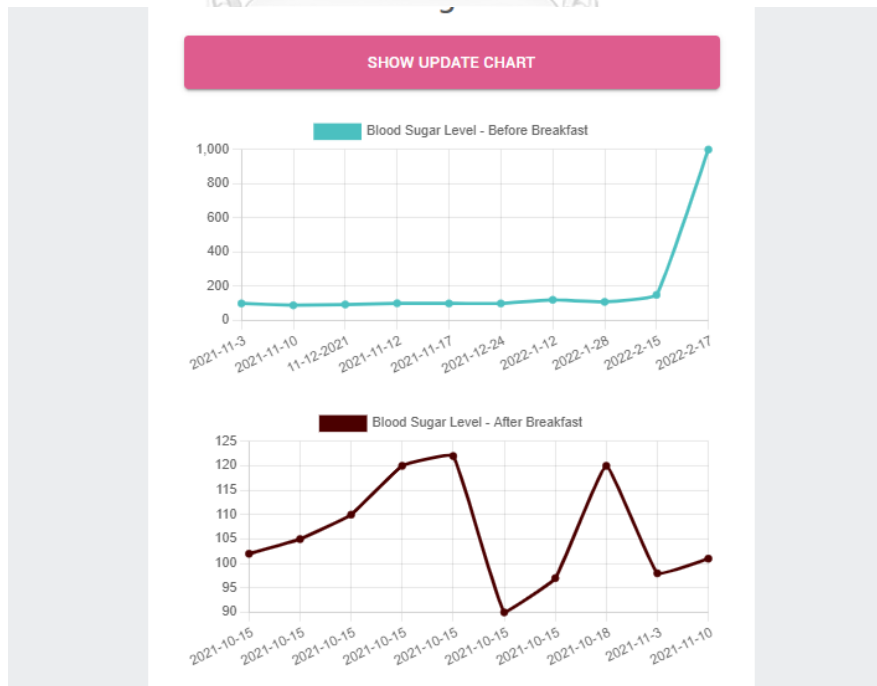 SHOW UPDATE CHART
Blood Sugar Level - Before Breakfast
1,000
800
600
400
200
0
2021-11-3 2021-11-10 11-12-2021 2021-11-12 2021-11-17 2021-12-24 2022-1-12 2022-1-28 2022-2-15 2022-2-17
Blood Sugar Level - After Breakfast
125
120
115
110
105
100
95
90
2021-10-15 2021-10-15 2021-10-15 2021-10-15 2021-10-15 2021-10-15 2021-10-15 2021-10-18 2021-11-3 2021-11-10